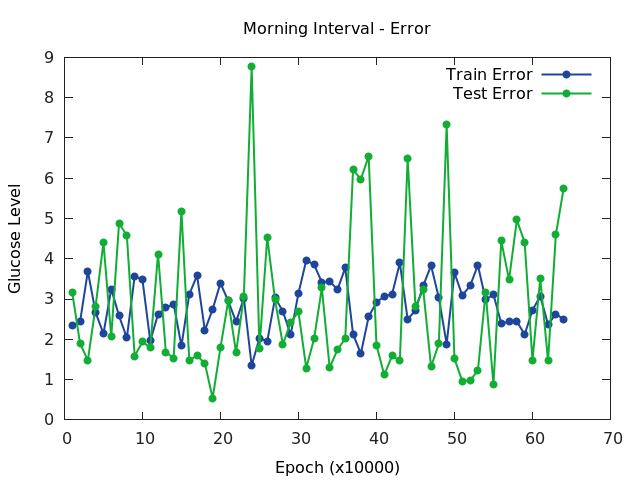 Morning Interval - Error
Train Error
Test Error
Glucose Level
9
8
7
6
5
4
3
2
1
0
0 10 20 30 40 50 60 70
Epoch (x10000)